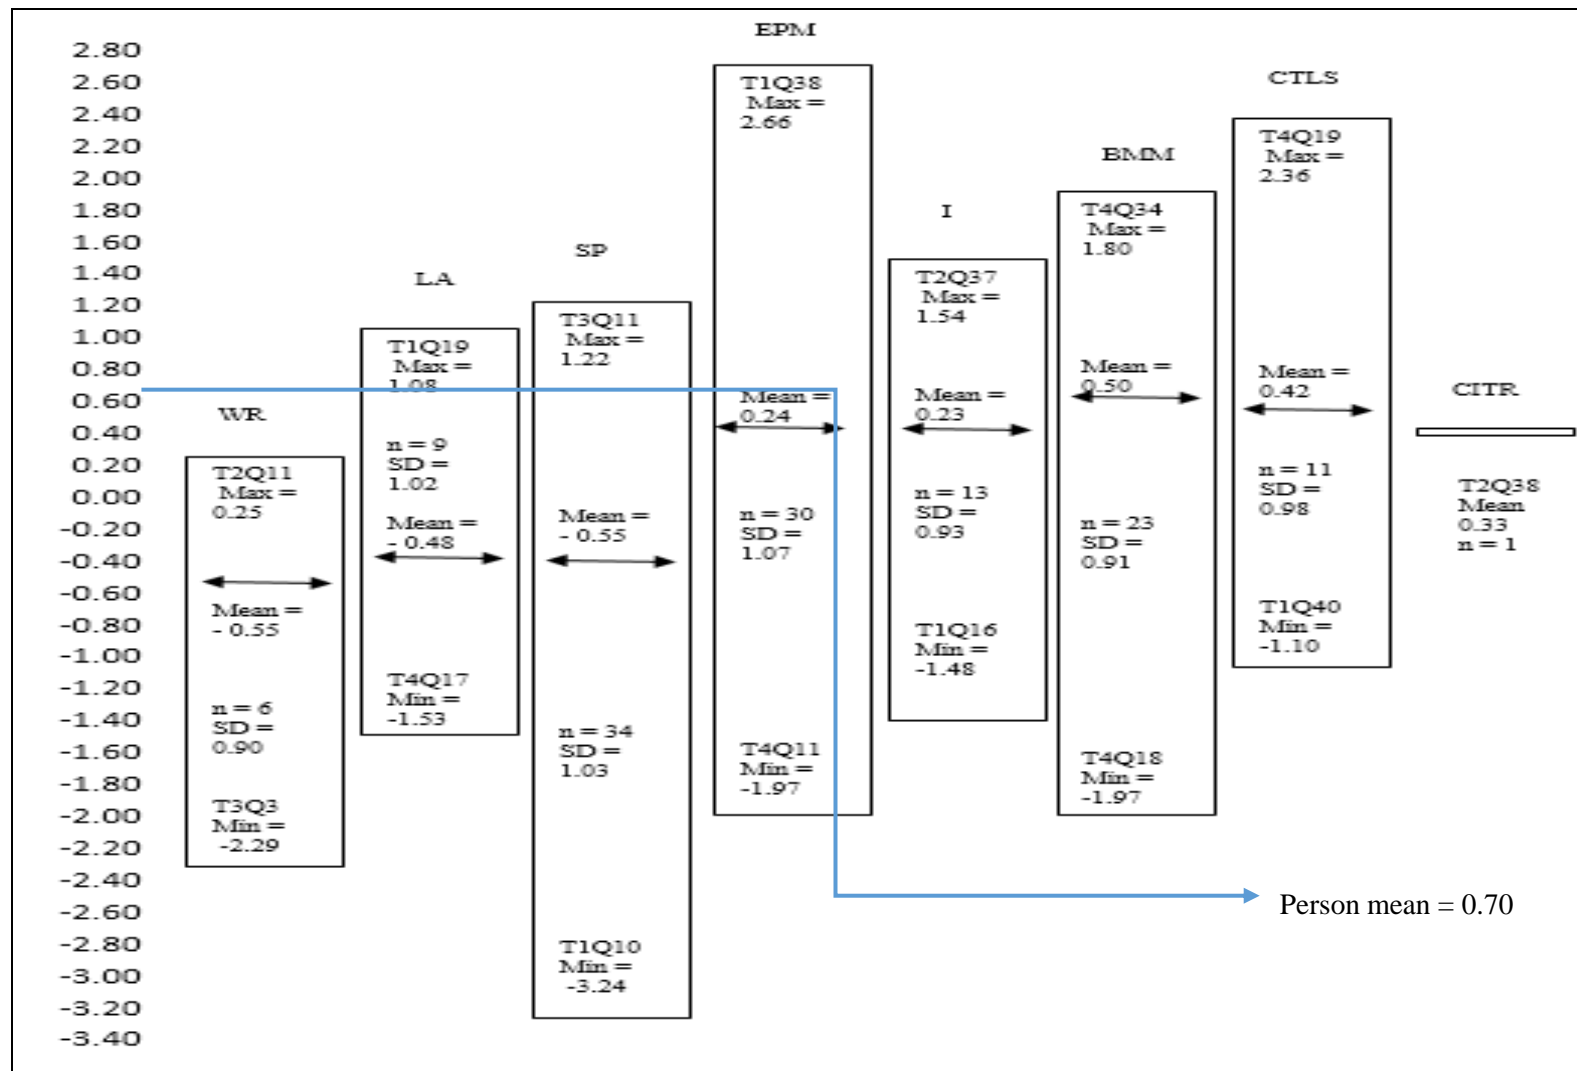 2.80
2.60
2.40
2.20
2.00
1.80
1.60
1.40
1.20
1.00
0.80
0.60
0.40
0.20
0.00
-0.20
-0.40
-0.60
-0.80
-1.00
-1.20
-1.40
-1.60
-1.80
-2.00
-2.20
-2.40
-2.60
-2.80
-3.00
-3.20
-3.40
WR
T2Q11
Max =
0.25
Mean =
- 0.55
n = 6
SD =
0.90
T3Q3
Min =
-2.29
LA
T1Q19
Max =
1.08
n = 9
SD =
1.02
Mean =
- 0.48
T4Q17
Min =
-1.53
SP
T3Q11
Max =
1.22
Mean =
- 0.55
n = 34
SD =
1.03
T1Q10
Min =
-3.24
EPM
T1Q38
Max =
2.66
Mean =
0.24
n = 30
SD =
1.07
T4Q11
Min =
-1.97
I
T2Q37
Max =
1.54
Mean =
0.23
n = 13
SD =
0.93
T1Q16
Min =
-1.48
BMM
T4Q34
Max =
1.80
Mean =
0.50
n = 23
SD =
0.91
T4Q18
Min =
-1.97
CTLS
T4Q19
Max =
2.36
Mean =
0.42
n = 11
SD =
0.98
T1Q40
Min =
-1.10
CITR
T2Q38
Mean
0.33
n = 1
Person mean = 0.70